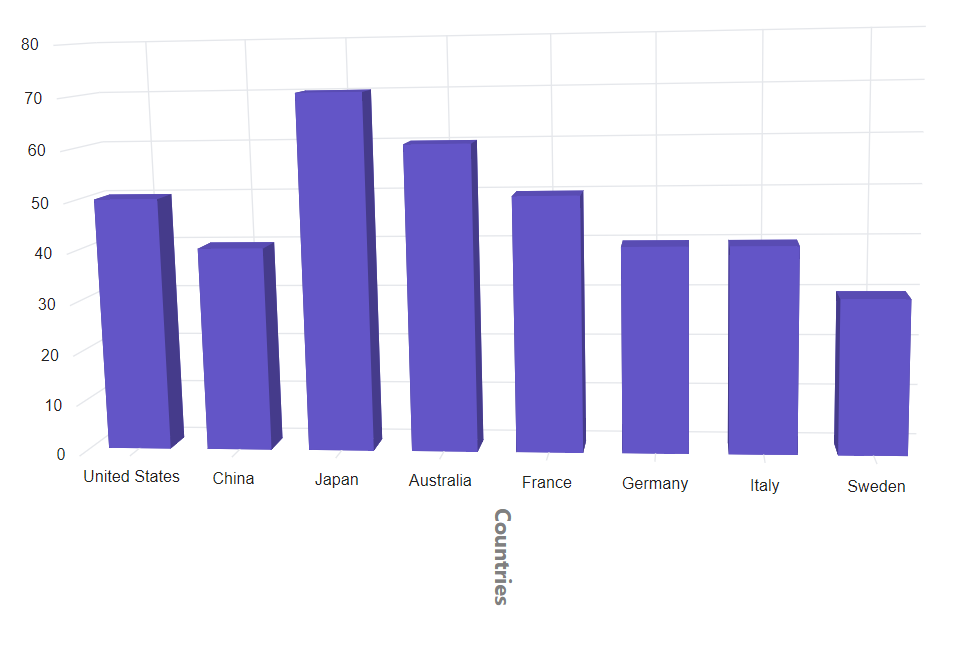 80
70
60
50
40
30
20
10
0
United States
China
Japan
Australia
France
Germany
Italy
Sweden
Countries